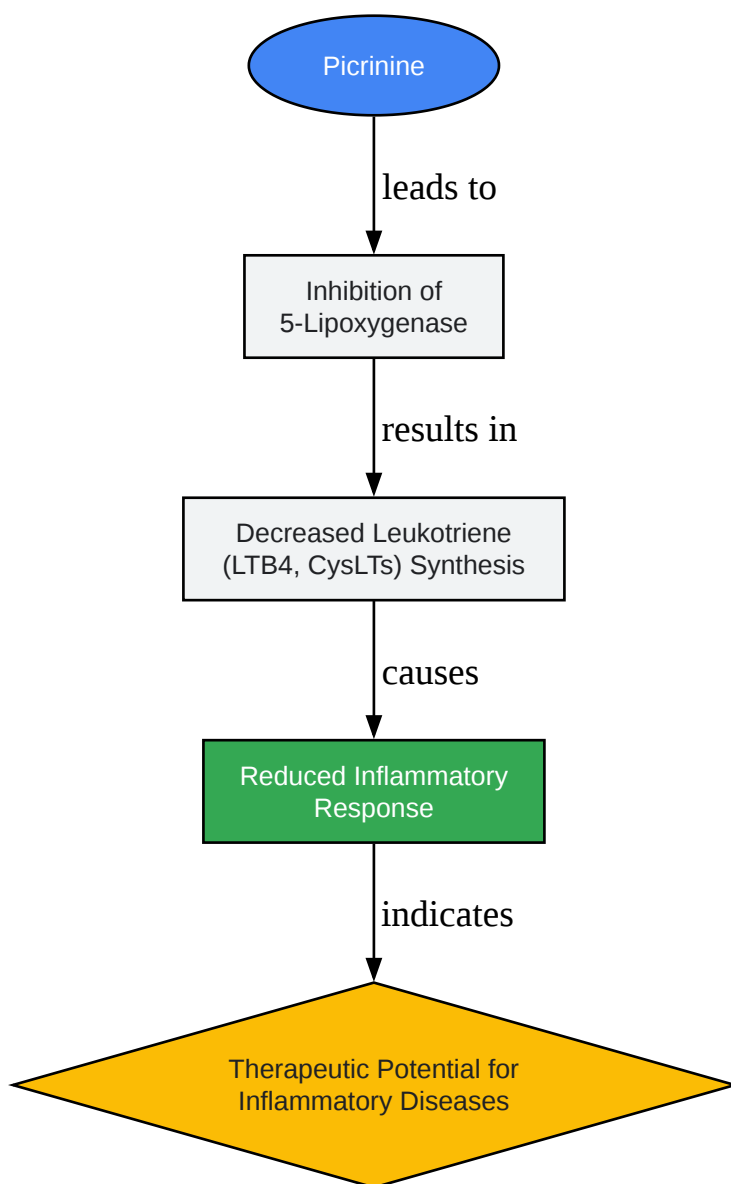 Picrinine
leads to
Inhibition of
5-Lipoxygenase
results in
Decreased Leukotriene
(LTB4, CysLTs) Synthesis
causes
Reduced Inflammatory
Response
indicates
Therapeutic Potential for
Inflammatory Diseases